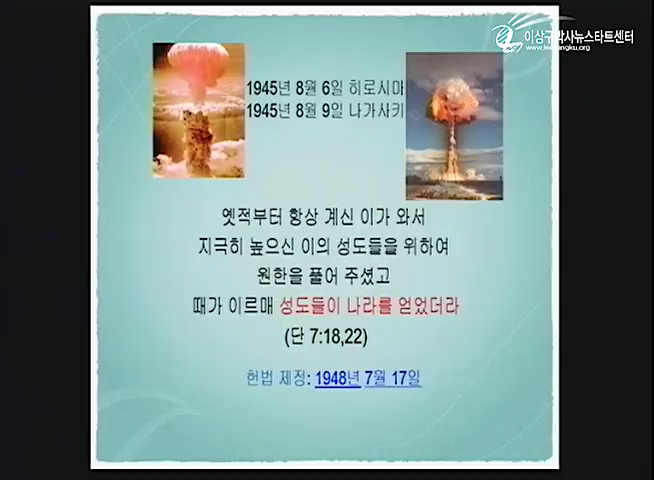 이상구박사뉴스타트센터
www.leesangku.org
1945년 8월 6일 히로시마
1945년 8월 9일 나가사키
옛적부터 항상 계신 이가 와서
지극히 높으신 이의 성도들을 위하여
원한을 풀어 주셨고
때가 이르매 성도들이 나라를 얻었더라
(단 7:18,22)
헌법 제정: 1948년 7월 17일